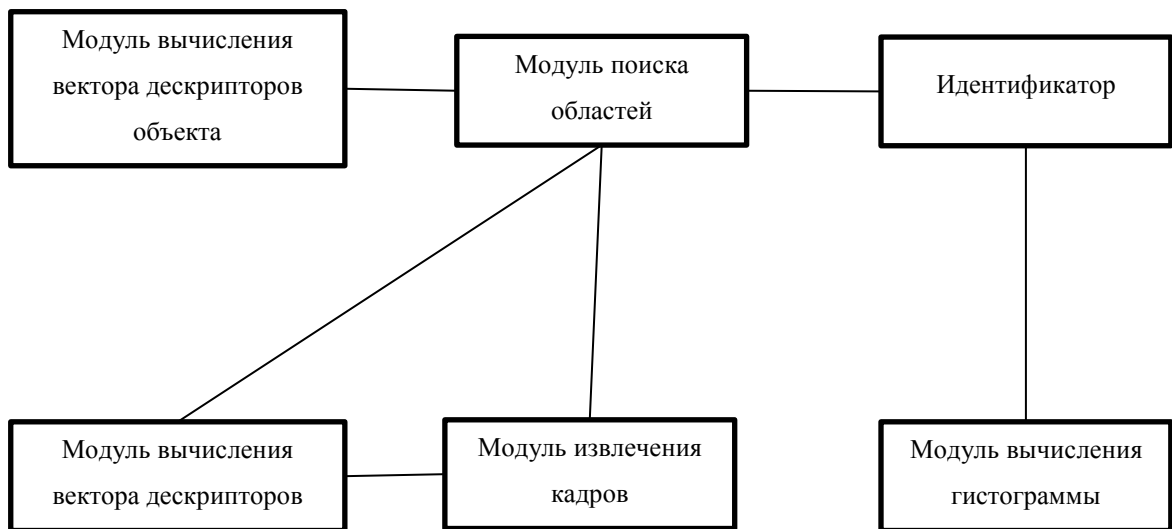 Модуль вычисления
вектора дескрипторов
объекта
Модуль поиска
областей
Идентификатор
Модуль вычисления
вектора дескрипторов
Модуль извлечения
кадров
Модуль вычисления
гистограммы